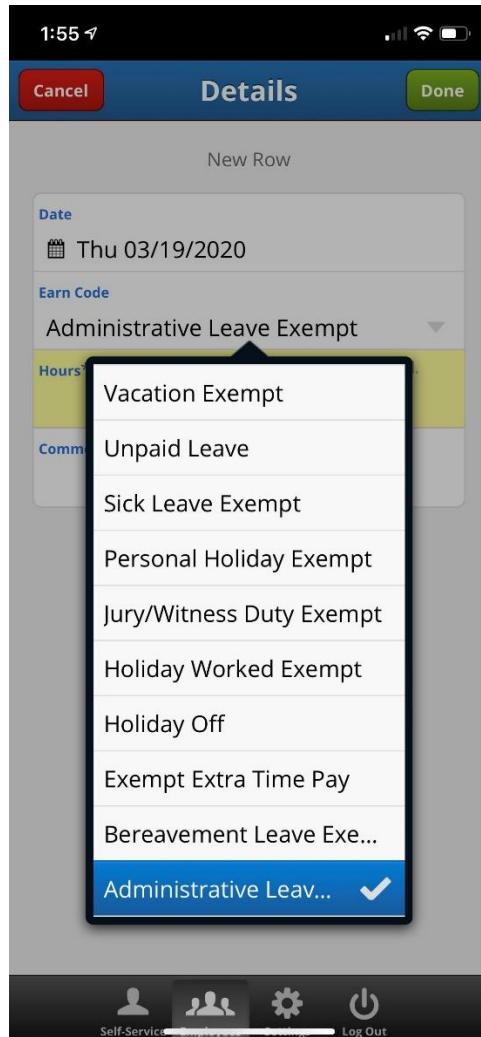 1:55
Cancel
Details
Done
New Row
Date
Thu 03/19/2020
Earn Code
Administrative Leave Exempt
Hours*
Vacation Exempt
Comm
Unpaid Leave
Sick Leave Exempt
Personal Holiday Exempt
Jury/Witness Duty Exempt
Holiday Worked Exempt
Holiday Off
Exempt Extra Time Pay
Bereavement Leave Exe...
Administrative Leav...
Self-Service Log Out